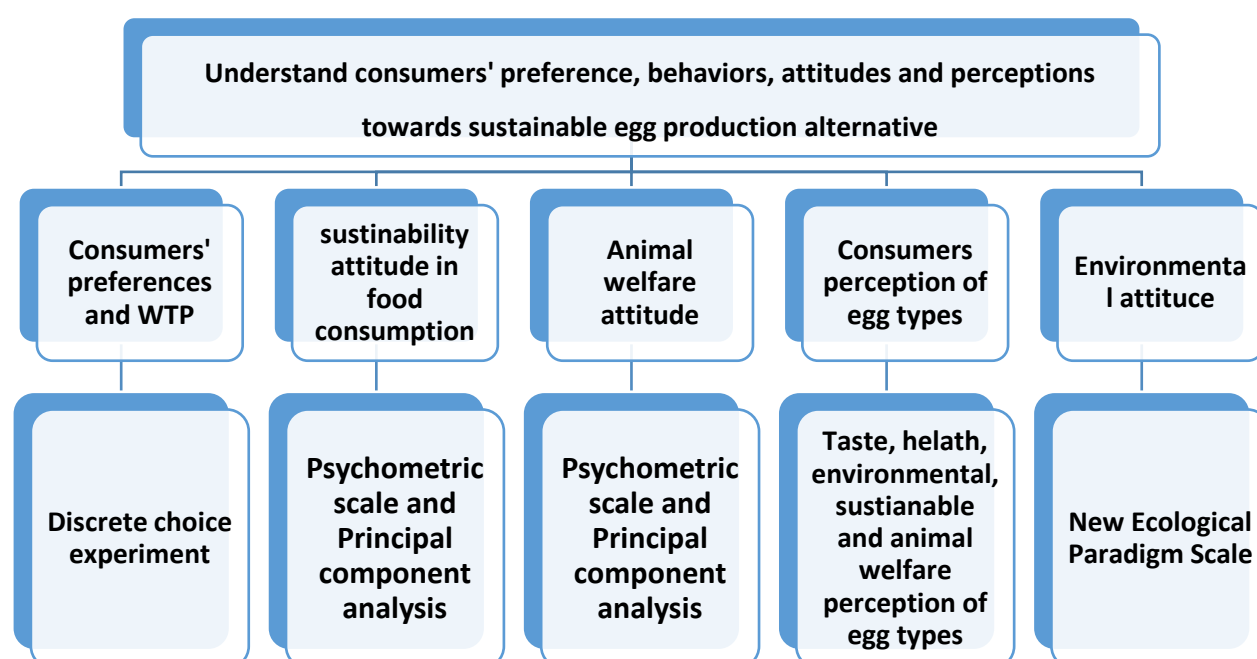 Understand consumers' preference, behaviors, attitudes and perceptions
towards sustainable egg production alternative
Consumers'
preferences
and WTP
sustinability
attitude in
food
consumption
Animal
welfare
attitude
Consumers
perception of
egg types
Environmenta
l attituce
Discrete choice
experiment
Psychometric
scale and
Principal
component
analysis
Psychometric
scale and
Principal
component
analysis
Taste, helath,
environmental,
sustianable
and animal
welfare
perception of
egg types
New Ecological
Paradigm Scale